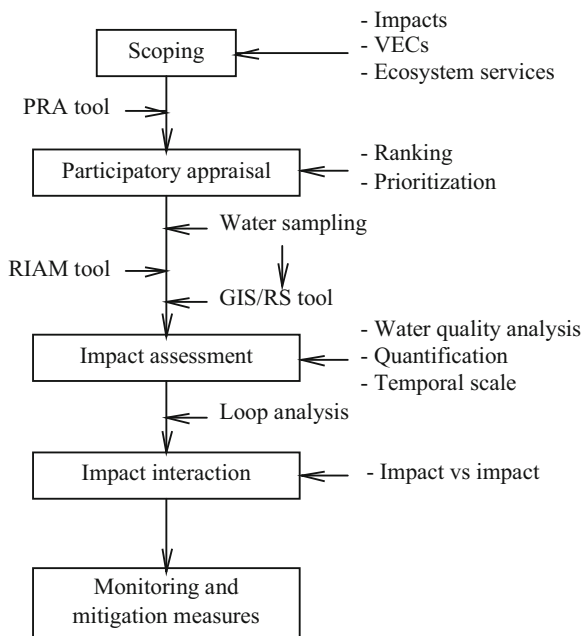 Scoping
- Impacts
- VECs
- Ecosystem services
PRA tool
Participatory appraisal
- Ranking
- Prioritization
Water sampling
RIAM tool
GIS/RS tool
Impact assessment
- Water quality analysis
- Quantification
- Temporal scale
Loop analysis
Impact interaction
- Impact vs impact
Monitoring and
mitigation measures